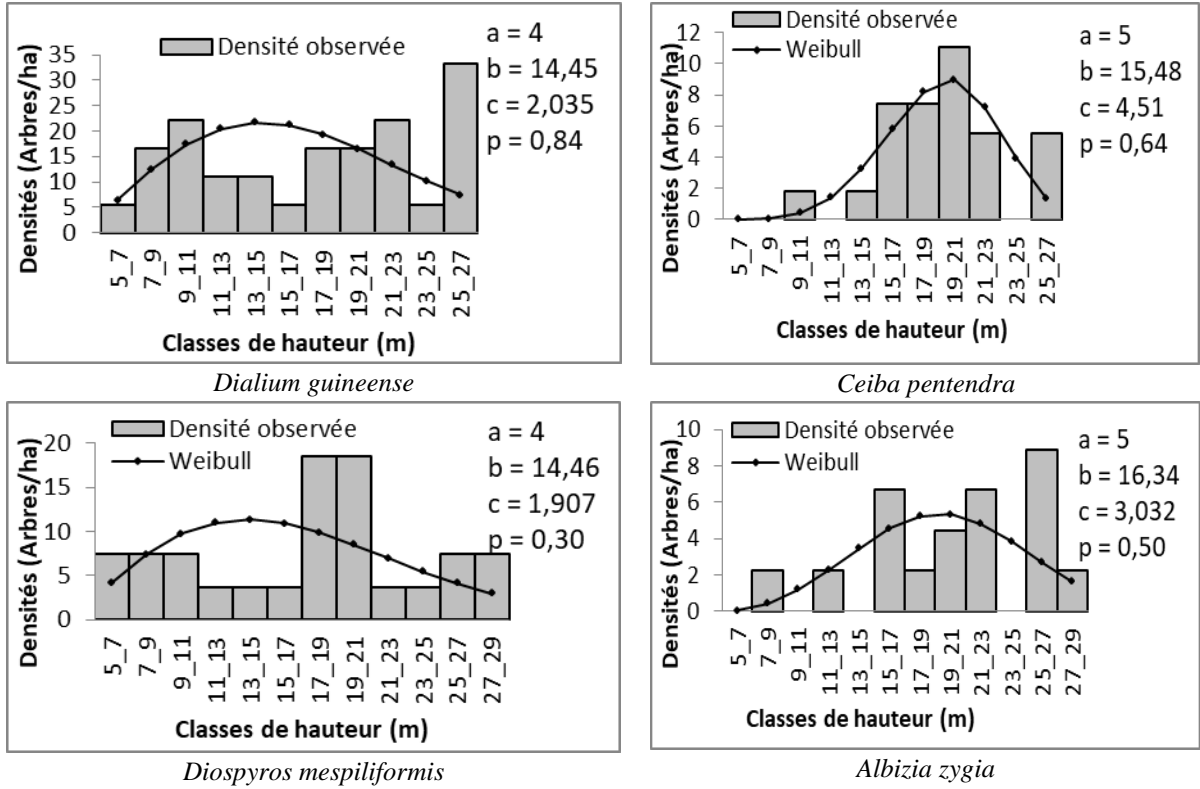 Densités (Arbres/ha)
35
30
25
20
15
10
5
0
Densité observée
a = 4
b = 14,45
c = 2,035
p = 0,84
5_7
7_9
9_11
11_13
13_15
15_17
17_19
19_21
21_23
23_25
25_27
Classes de hauteur (m)
Dialium guineense
Densités (Arbres/ha)
12
10
8
6
4
2
0
Densité observée
Weibull
a = 5
b = 15,48
c = 4,51
p = 0,64
5_7
7_9
9_11
11_13
13_15
15_17
17_19
19_21
21_23
23_25
25_27
Classes de hauteur (m)
Ceiba pentendra
Densités (Arbres/ha)
20
15
10
5
0
Densité observée
Weibull
a = 4
b = 14,46
c = 1,907
p = 0,30
5_7
7_9
9_11
11_13
13_15
15_17
17_19
19_21
21_23
23_25
25_27
27_29
Classes de hauteur (m)
Diospyros mespiliformis
Densités (Arbres/ha)
10
8
6
4
2
0
Densité observée
Weibull
a = 5
b = 16,34
c = 3,032
p = 0,50
5_7
7_9
9_11
11_13
13_15
15_17
17_19
19_21
21_23
23_25
25_27
27_29
Classes de hauteur (m)
Albizia zygia